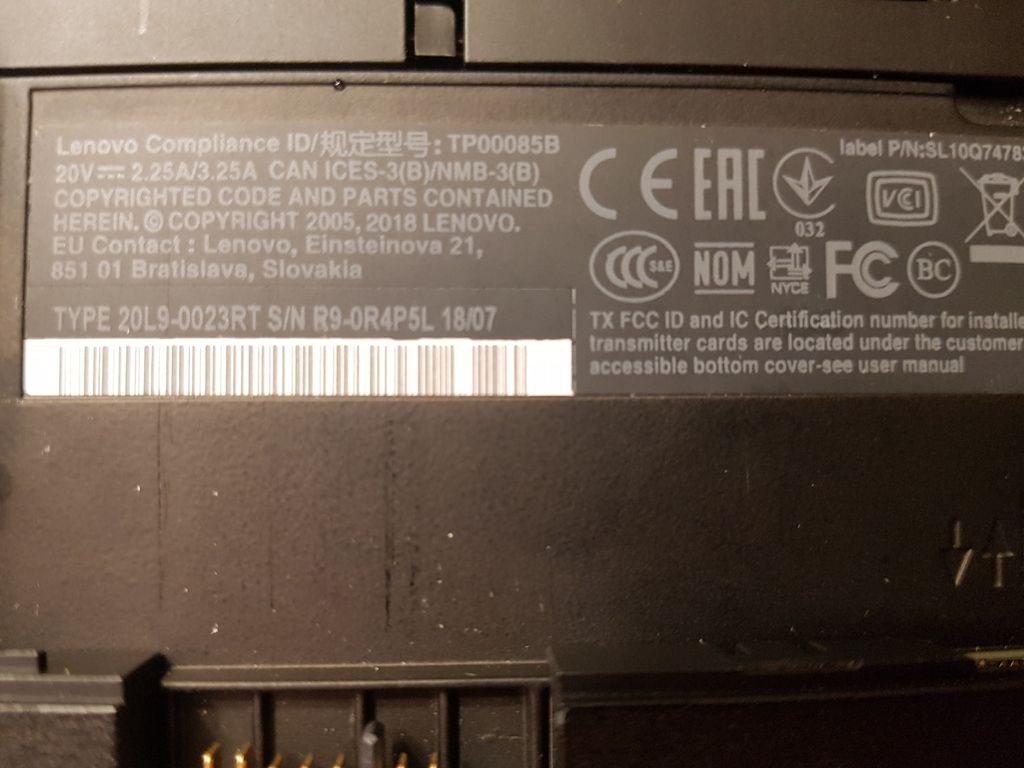 Lenovo Compliance ID/规定型号: TP00085B
20V⎓ 2.25A/3.25A CAN ICES-3(B)/NMB-3(B)
COPYRIGHTED CODE AND PARTS CONTAINED
HEREIN. © COPYRIGHT 2005, 2018 LENOVO.
EU Contact : Lenovo, Einsteinova 21,
851 01 Bratislava, Slovakia
TYPE 20L9-0023RT S/N R9-0R4P5L 18/07
label P/N:SL10Q7478
CE EAC
032
VCI
CCC S&E NOM NYCE FC BC
TX FCC ID and IC Certification number for installe
transmitter cards are located under the customer
accessible bottom cover-see user manual